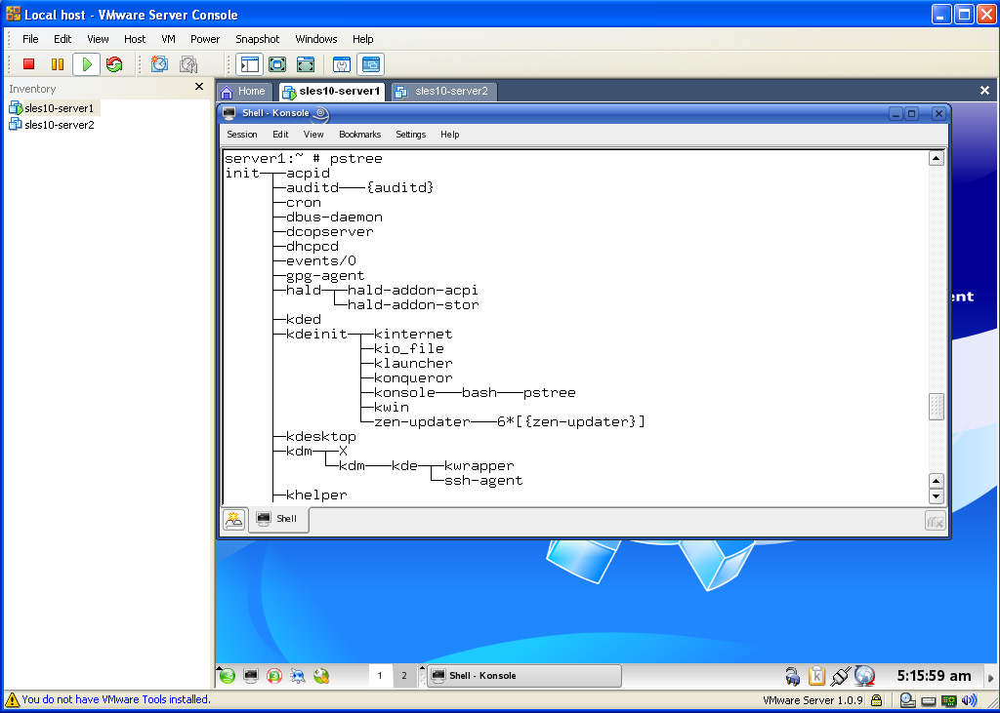 Local host - VMware Server Console
File Edit View Host VM Power Snapshot Windows Help
Inventory
sles10-server1
sles10-server2
Home sles10-server1 sles10-server2
Shell - Konsole
Session Edit View Bookmarks Settings Help
server1:~ # pstree
init─┬─acpid
     ├─auditd───{auditd}
     ├─cron
     ├─dbus-daemon
     ├─dcopserver
     ├─dhcpcd
     ├─events/0
     ├─gpg-agent
     ├─hald─┬─hald-addon-acpi
     │      └─hald-addon-stor
     ├─kded
     ├─kdeinit─┬─kinternet
     │         ├─kio_file
     │         ├─klauncher
     │         ├─konqueror
     │         ├─konsole───bash───pstree
     │         ├─kwin
     │         └─zen-updater───6*[{zen-updater}]
     ├─kdesktop
     ├─kdm─┬─X
     │     └─kdm───kde─┬─kwrapper
     │                 └─ssh-agent
     ├─khelper
ent
Shell
1 2 Shell - Konsole 5:15:59 am
You do not have VMware Tools installed. VMware Server 1.0.9